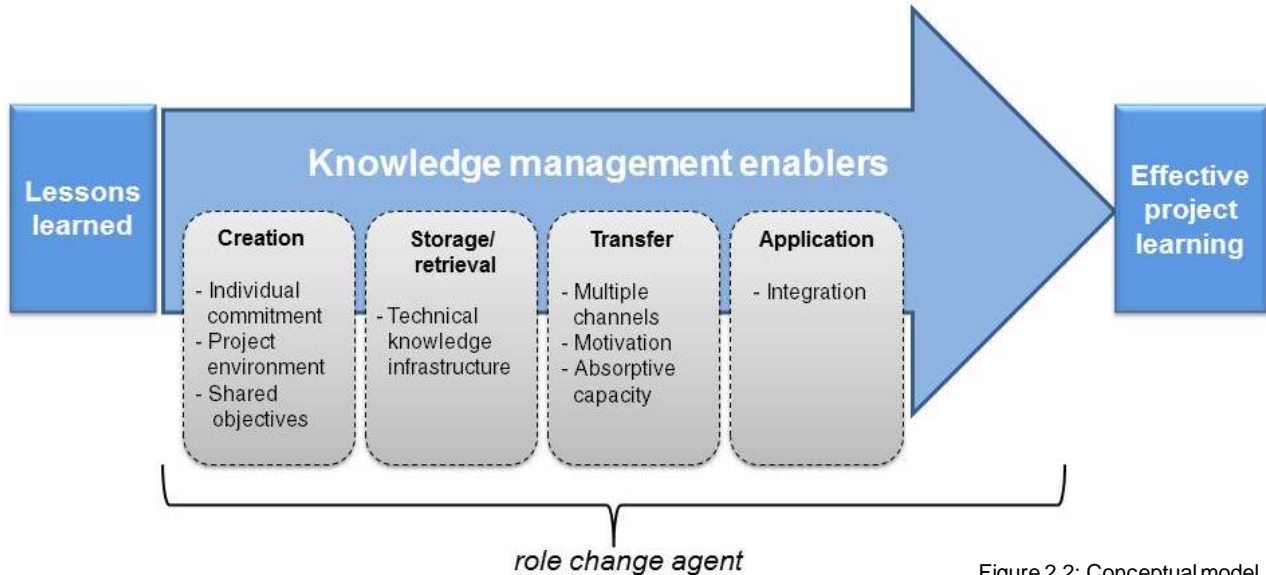 Lessons
learned
Knowledge management enablers
Creation
- Individual
commitment
- Project
environment
- Shared
objectives
Storage/
retrieval
- Technical
knowledge
infrastructure
Transfer
- Multiple
channels
- Motivation
- Absorptive
capacity
Application
- Integration
Effective
project
learning
role change agent
Figure 2.2: Conceptual model